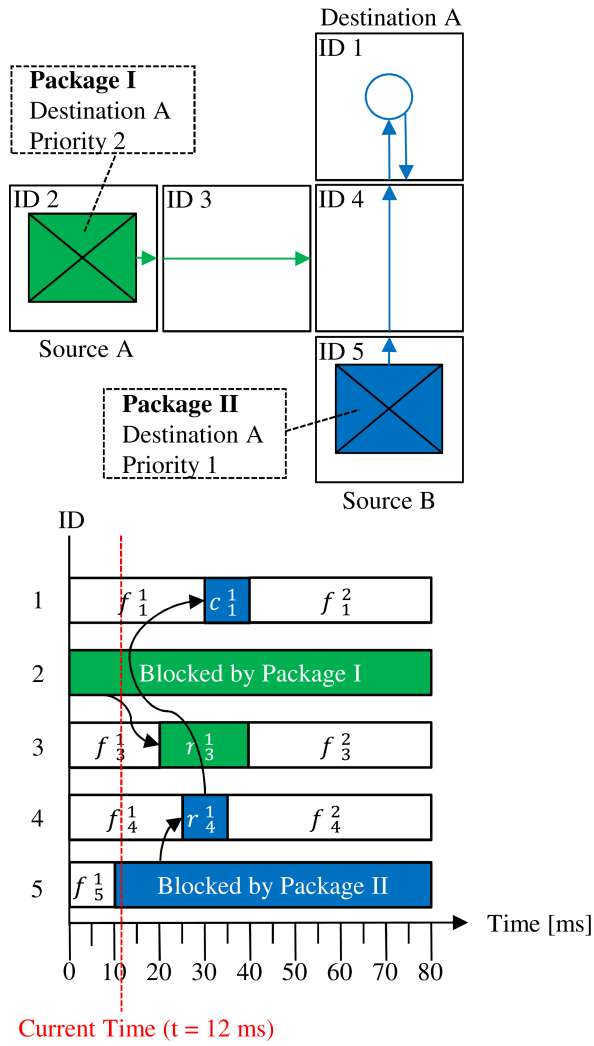 Destination A
ID 1
Package I
Destination A
Priority 2
ID 2
ID 3
ID 4
Source A
ID 5
Package II
Destination A
Priority 1
Source B
ID
1
f 1 1
c 1 1
f 2 1
2
Blocked by Package I
3
f 1 3
r 1 3
f 2 3
4
f 1 4
r 1 4
f 2 4
5
f 1 5
Blocked by Package II
Time [ms]
0 10 20 30 40 50 60 70 80
Current Time (t = 12 ms)